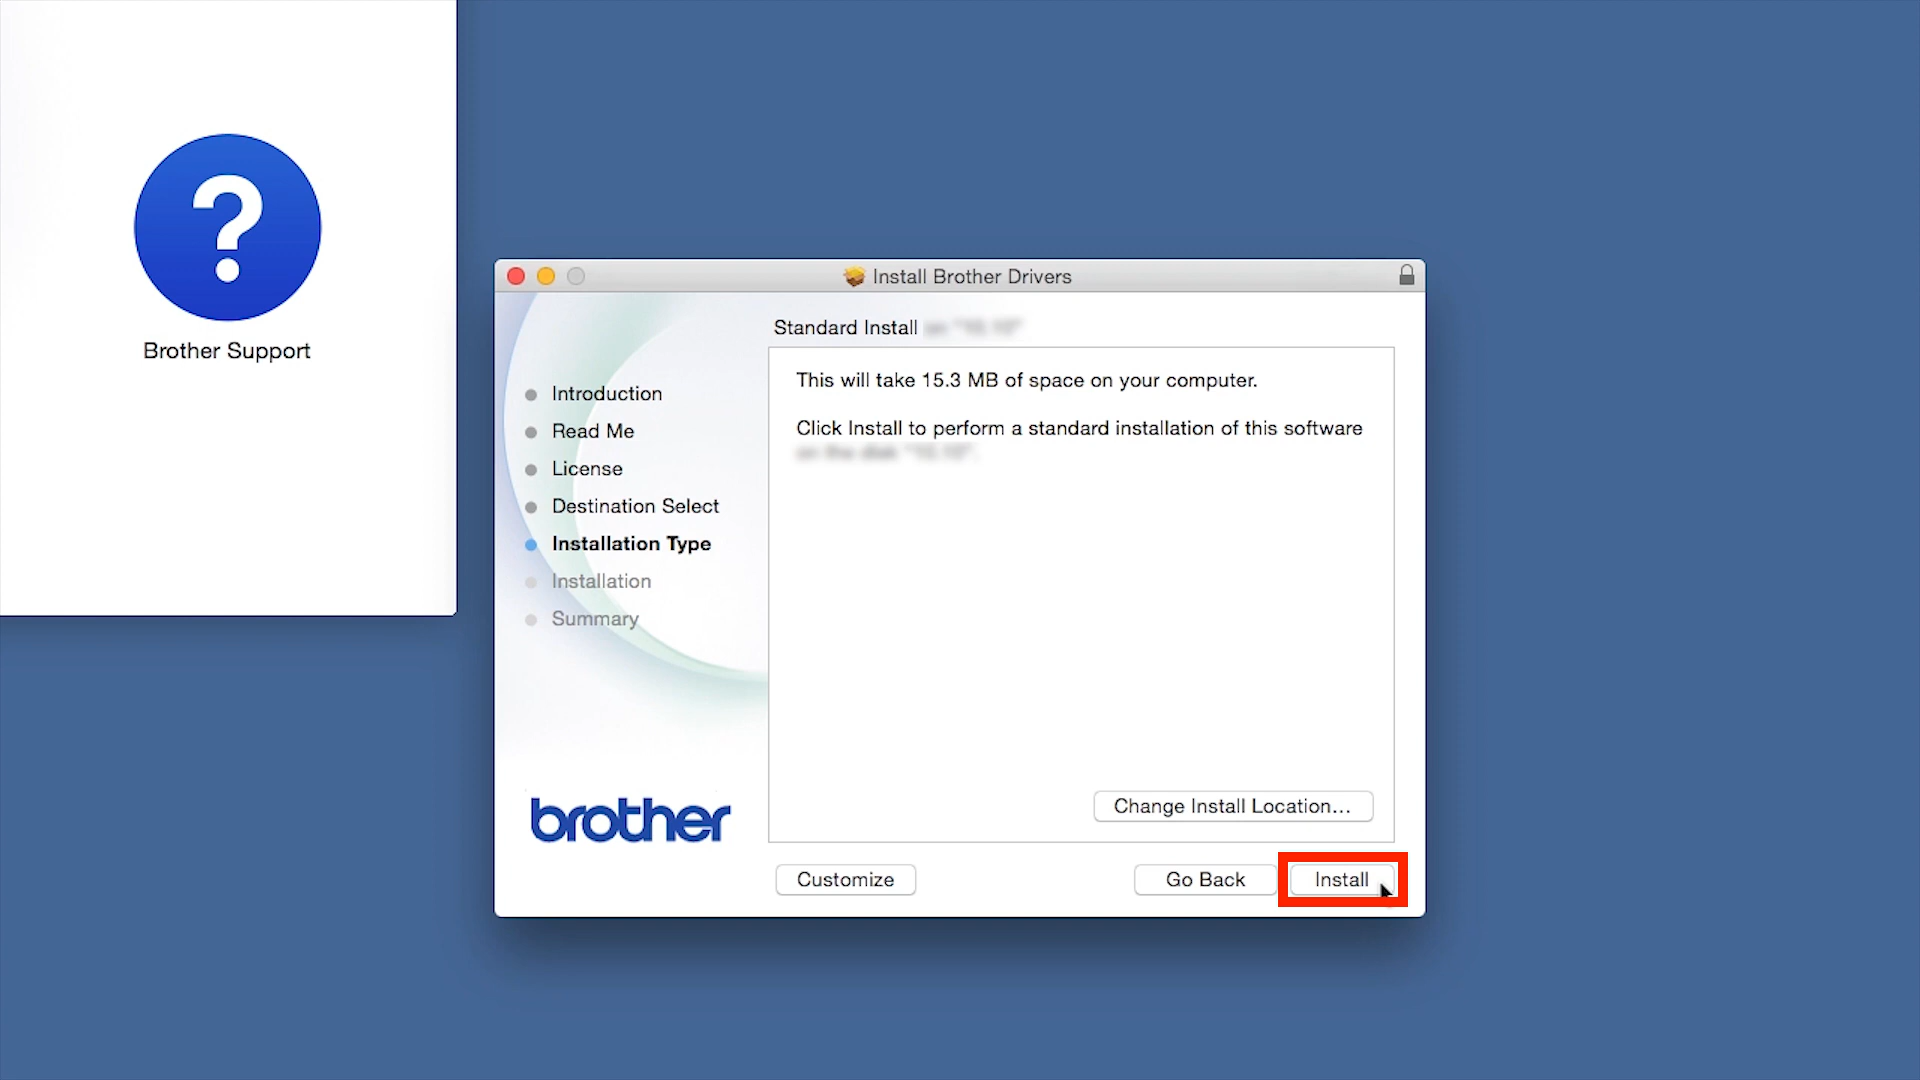 ?
Brother Support
Install Brother Drivers
Standard Install
This will take 15.3 MB of space on your computer.
Click Install to perform a standard installation of this software
Introduction
Read Me
License
Destination Select
Installation Type
Installation
Summary
brother
Change Install Location...
Customize
Go Back
Install